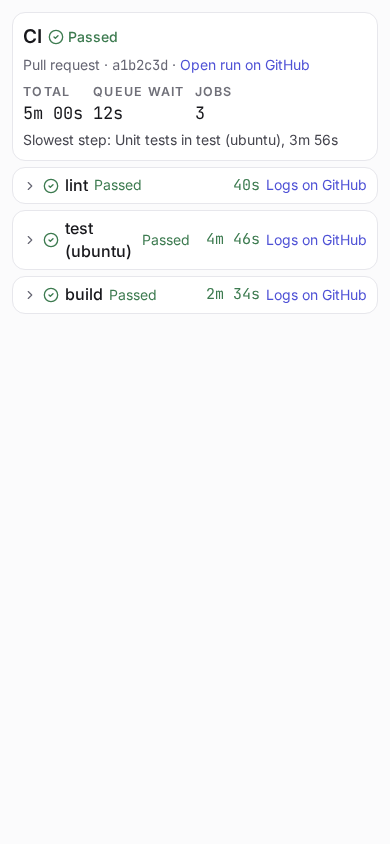 CI Passed
Pull request · a1b2c3d · Open run on GitHub
TOTAL QUEUE WAIT JOBS
5m 00s 12s 3
Slowest step: Unit tests in test (ubuntu), 3m 56s
lint Passed 40s Logs on GitHub
test
(ubuntu) Passed 4m 46s Logs on GitHub
build Passed 2m 34s Logs on GitHub